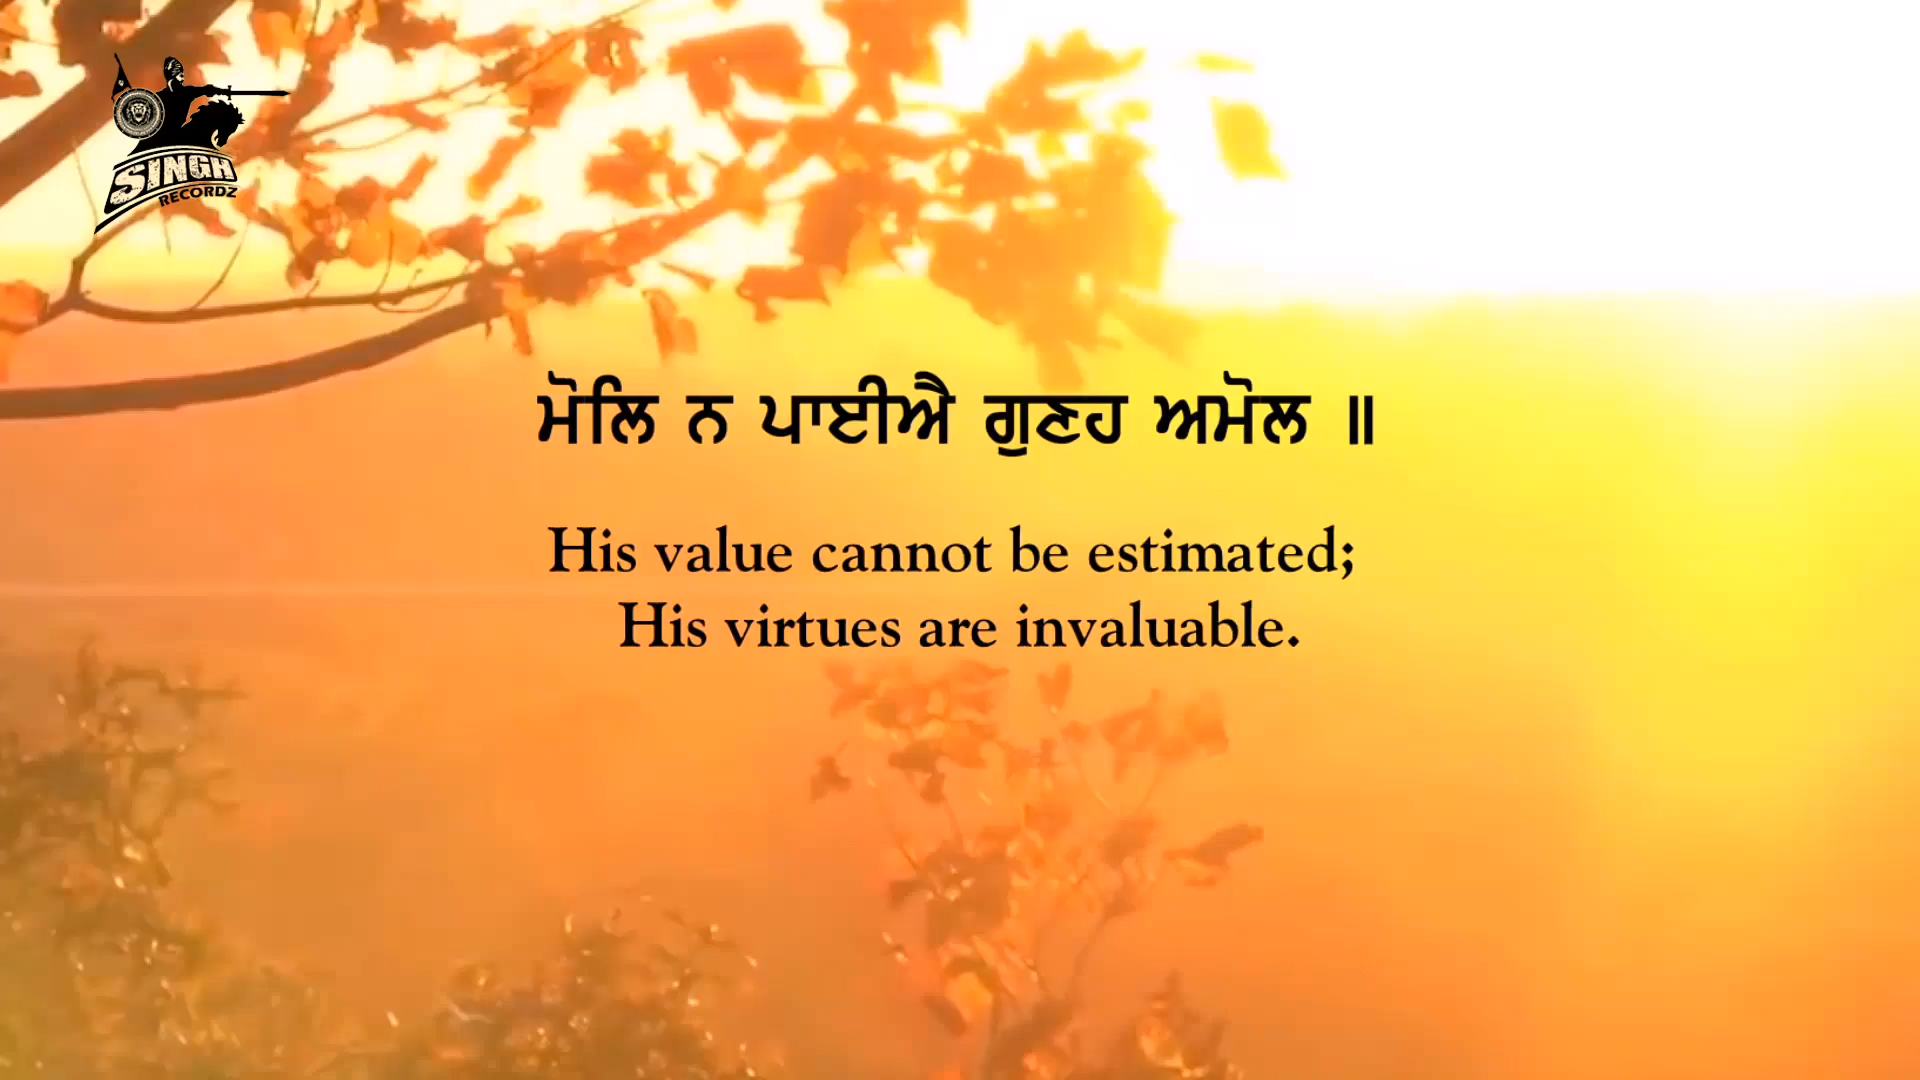 SINGH
RECORDZ
ਮੋਲਿ ਨ ਪਾਈਐ ਗੁਣਹ ਅਮੋਲ ॥
His value cannot be estimated;
His virtues are invaluable.